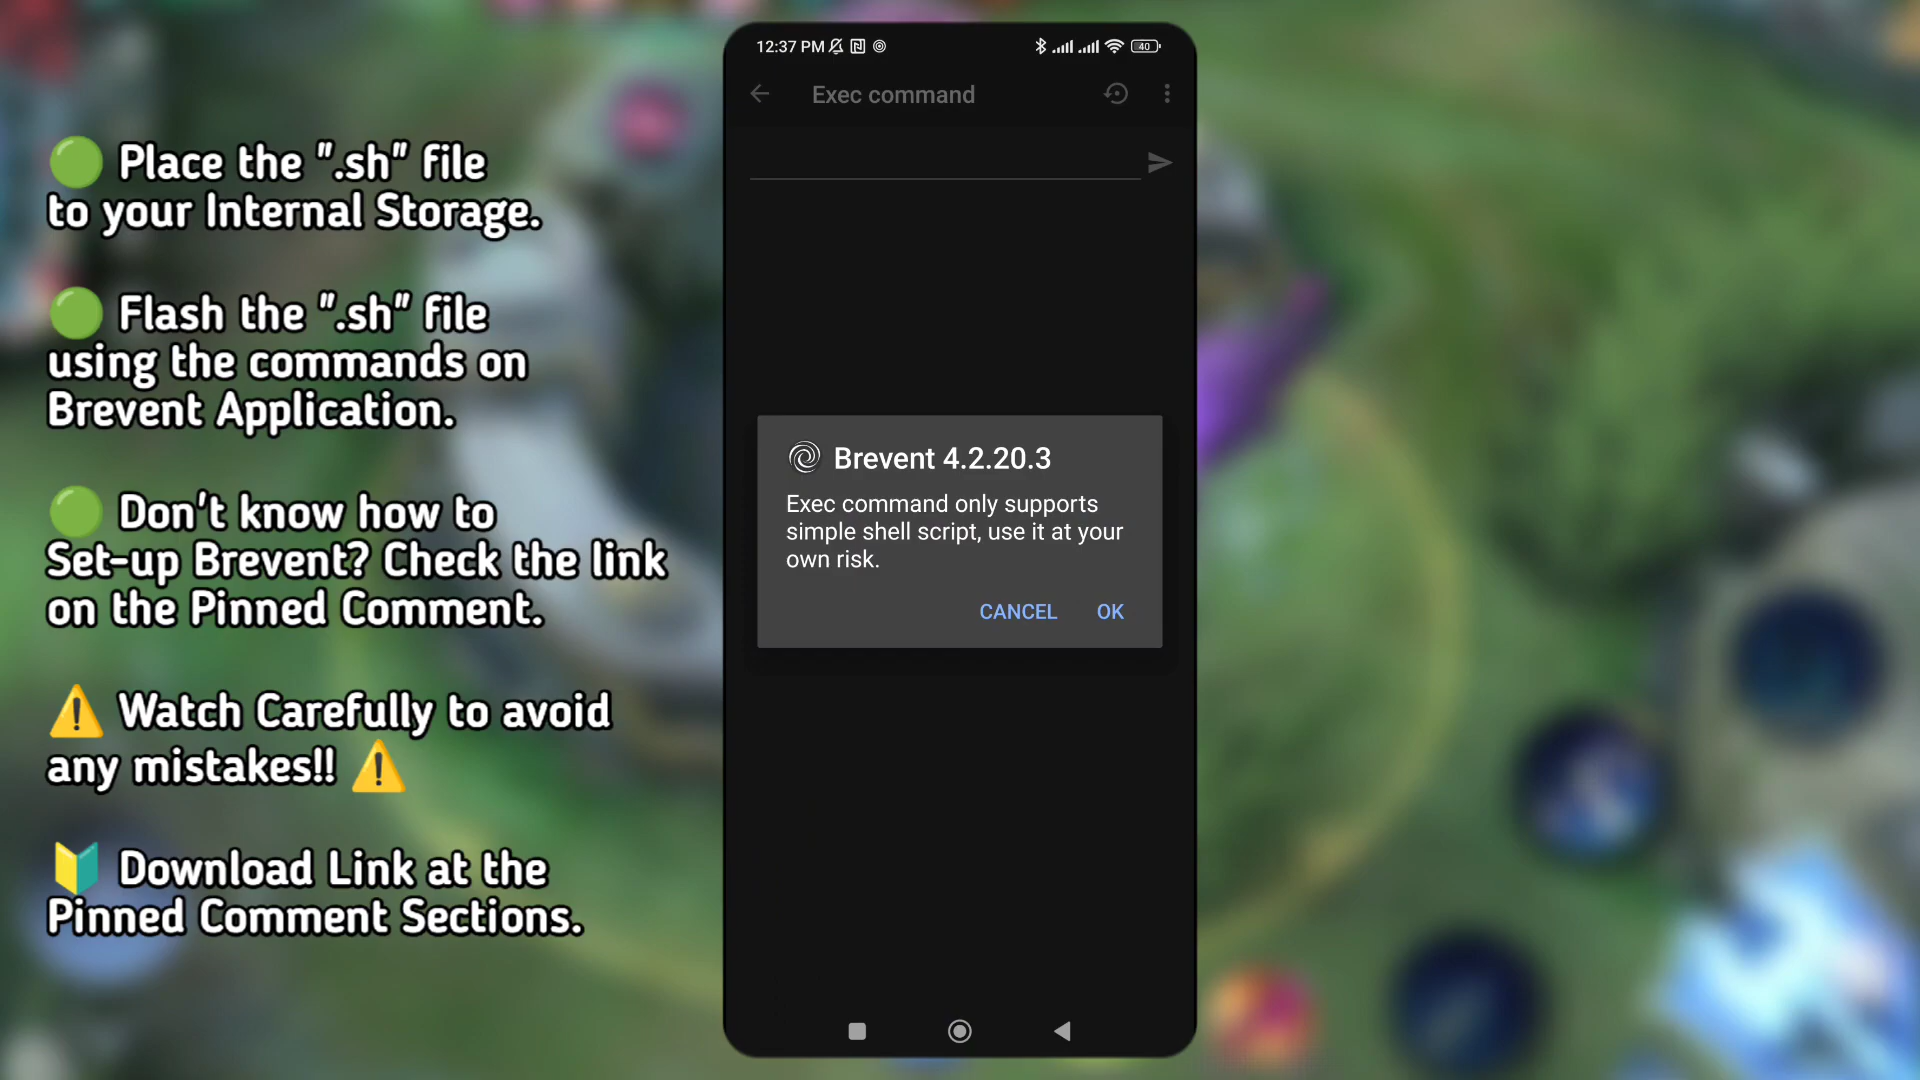 🟢 Place the ".sh" file
to your Internal Storage.
🟢 Flash the ".sh" file
using the commands on
Brevent Application.
🟢 Don't know how to
Set-up Brevent? Check the link
on the Pinned Comment.
⚠️ Watch Carefully to avoid
any mistakes!! ⚠️
🔰 Download Link at the
Pinned Comment Sections.
12:37 PM
40
Exec command
Brevent 4.2.20.3
Exec command only supports
simple shell script, use it at your
own risk.
CANCEL OK